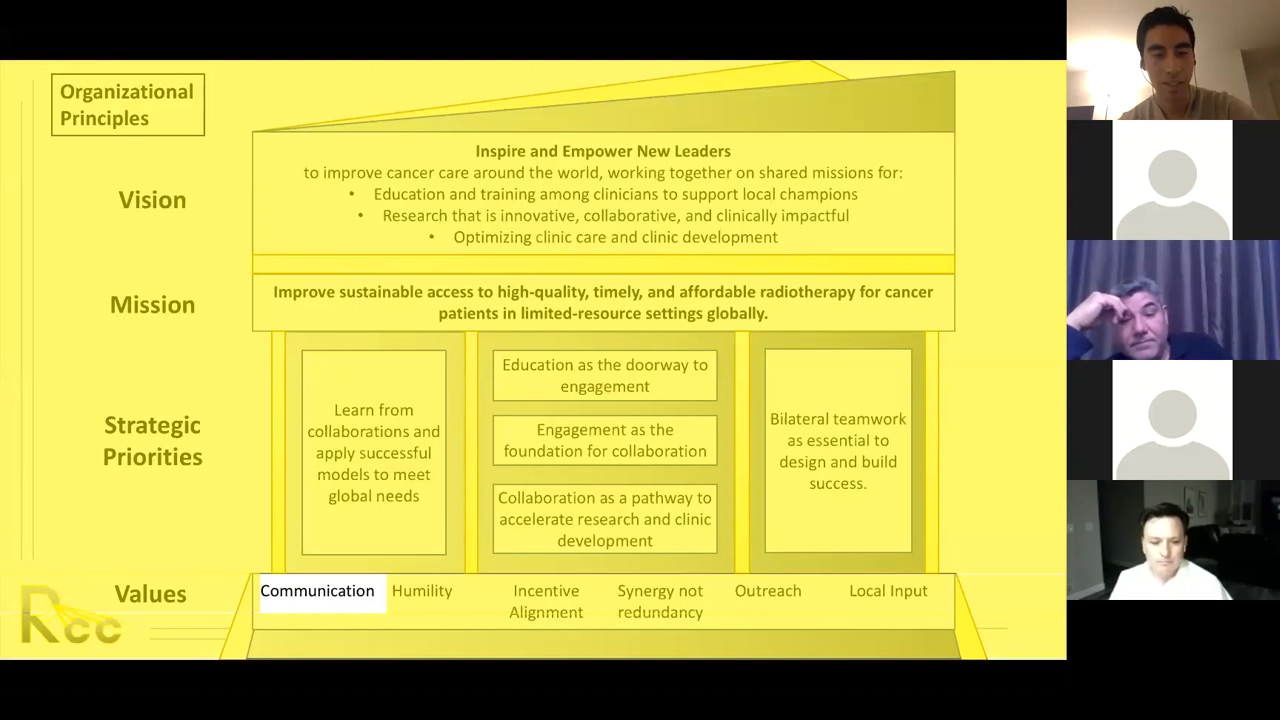 Organizational
Principles
Vision
Inspire and Empower New Leaders
to improve cancer care around the world, working together on shared missions for:
• Education and training among clinicians to support local champions
• Research that is innovative, collaborative, and clinically impactful
• Optimizing clinic care and clinic development
Mission
Improve sustainable access to high-quality, timely, and affordable radiotherapy for cancer
patients in limited-resource settings globally.
Strategic
Priorities
Learn from
collaborations and
apply successful
models to meet
global needs
Education as the doorway to
engagement
Engagement as the
foundation for collaboration
Collaboration as a pathway to
accelerate research and clinic
development
Bilateral teamwork
as essential to
design and build
success.
Values
Communication
Humility
Incentive
Alignment
Synergy not
redundancy
Outreach
Local Input
Rcc